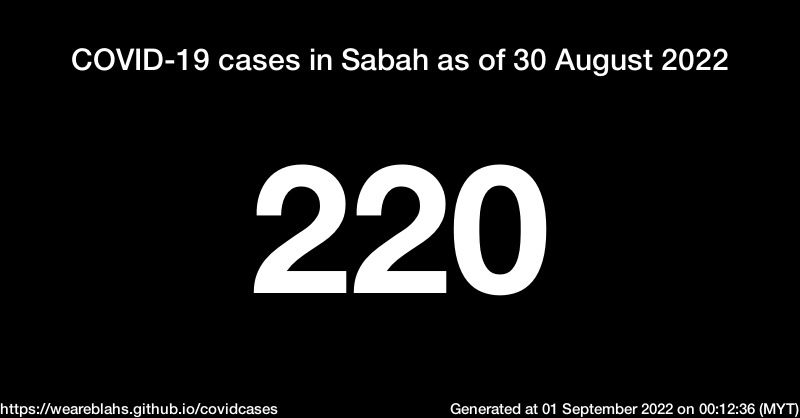 COVID-19 cases in Sabah as of 30 August 2022
220
https://weareblahs.github.io/covidcases
Generated at 01 September 2022 on 00:12:36 (MYT)